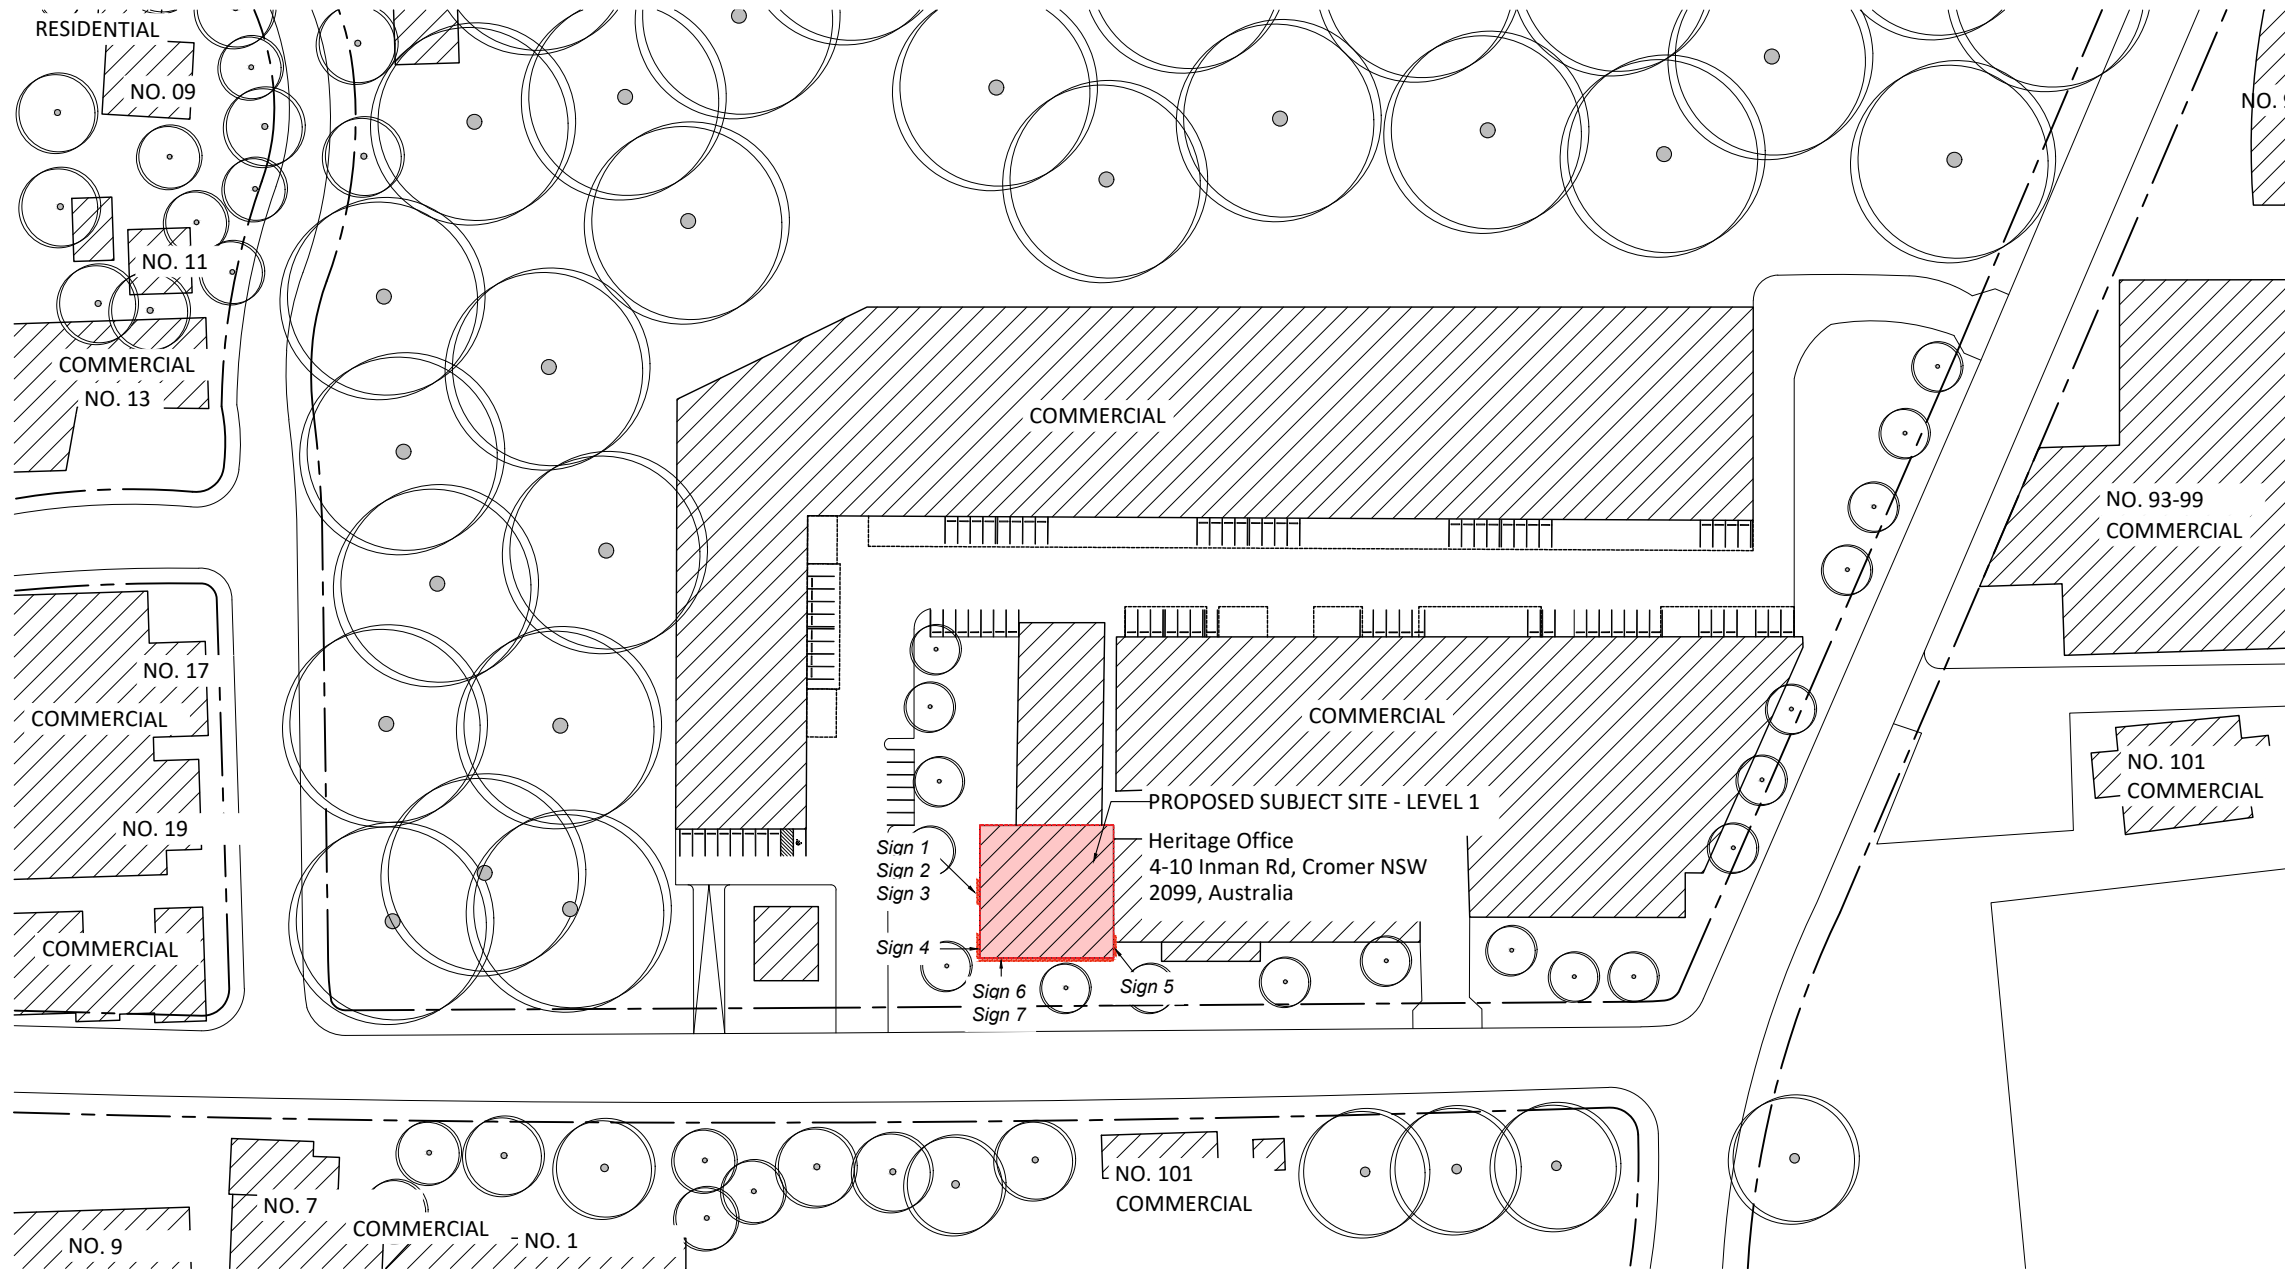 RESIDENTIAL
NO. 09
NO. 11
COMMERCIAL
NO. 13
COMMERCIAL
NO. 93-99
COMMERCIAL
NO. 17
COMMERCIAL
NO. 19
COMMERCIAL
COMMERCIAL
NO. 101
COMMERCIAL
PROPOSED SUBJECT SITE - LEVEL 1
Heritage Office
4-10 Inman Rd, Cromer NSW
2099, Australia
Sign 1
Sign 2
Sign 3
Sign 4
Sign 5
Sign 6
Sign 7
NO. 101
COMMERCIAL
NO. 7
COMMERCIAL
NO. 1
NO. 9